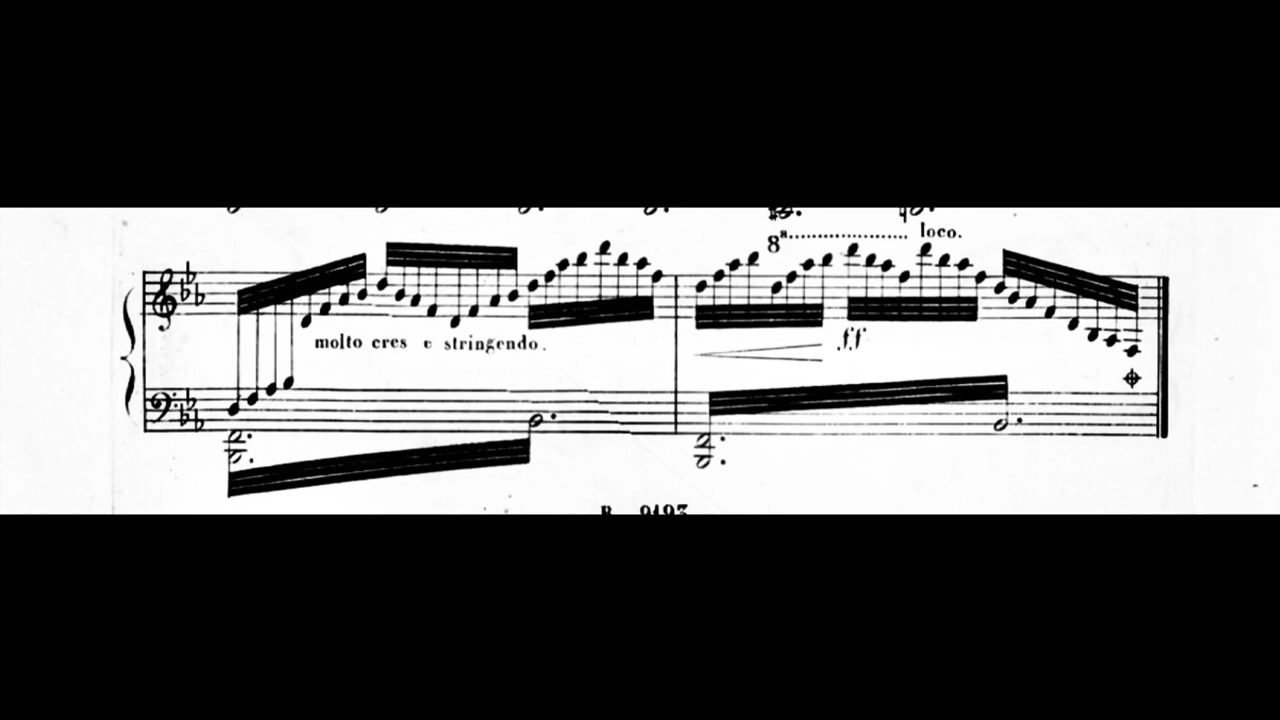 8ª..................... loco.
molto cres e stringendo.
ff